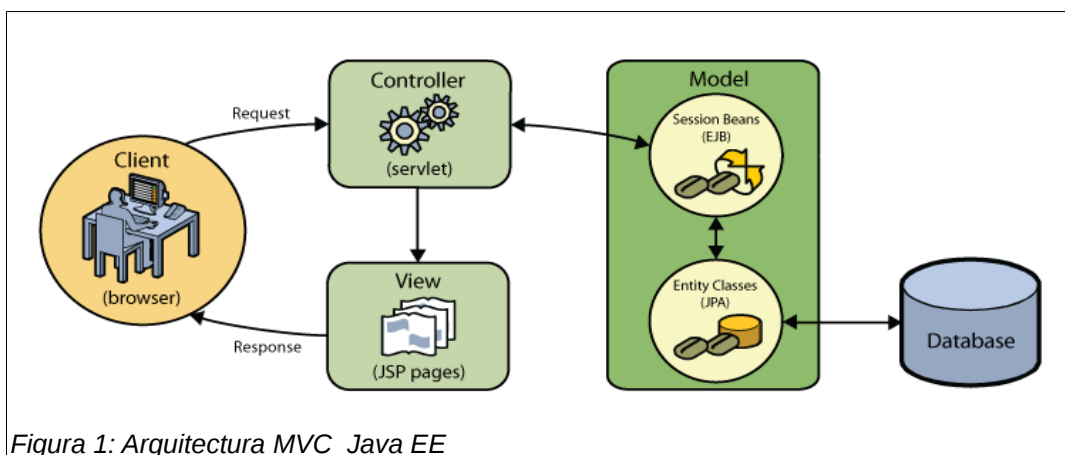 Controller
(servlet)
Request
Client
(browser)
View
(JSP pages)
Response
Model
Session Beans
(EJB)
Entity Classes
(JPA)
Database
Figura 1: Arquitectura MVC Java EE